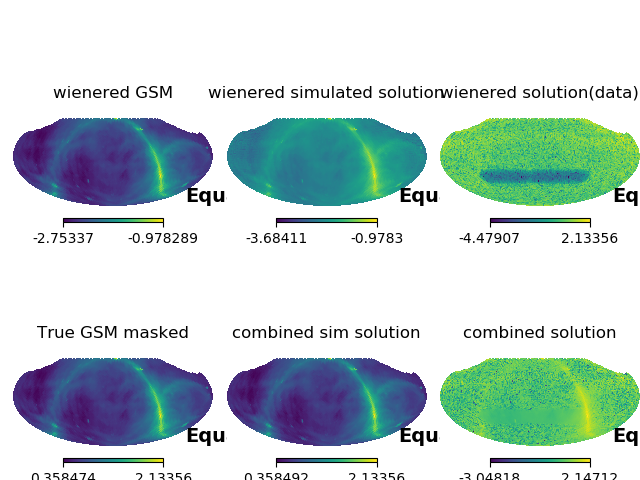 wienered GSM wienered simulated solution wienered solution(data)
Equ Equ Eq
-2.75337 -0.978289 -3.68411 -0.9783 -4.47907 2.13356
True GSM masked combined sim solution combined solution
Equ Equ Eq
0.358474 2.13356 0.358492 2.13356 -3.04818 2.14712